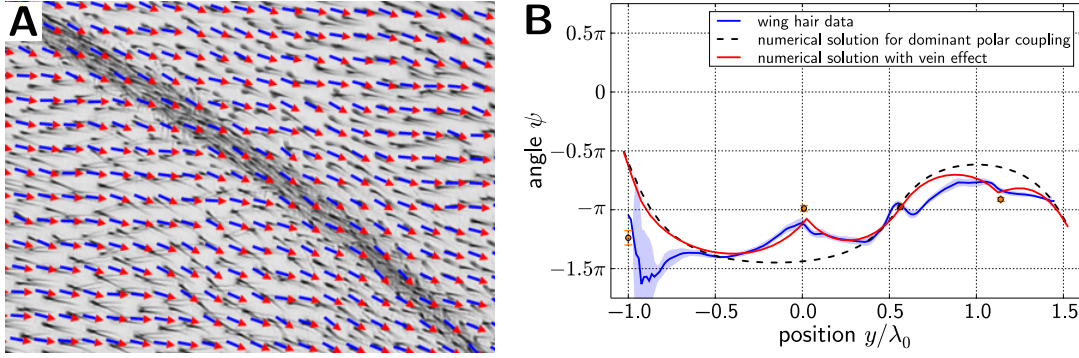 A
B
wing hair data
numerical solution for dominant polar coupling
numerical solution with vein effect
angle ψ
0.5π
0
−0.5π
−π
−1.5π
−1.0
−0.5
0.0
0.5
1.0
1.5
position y/λ₀